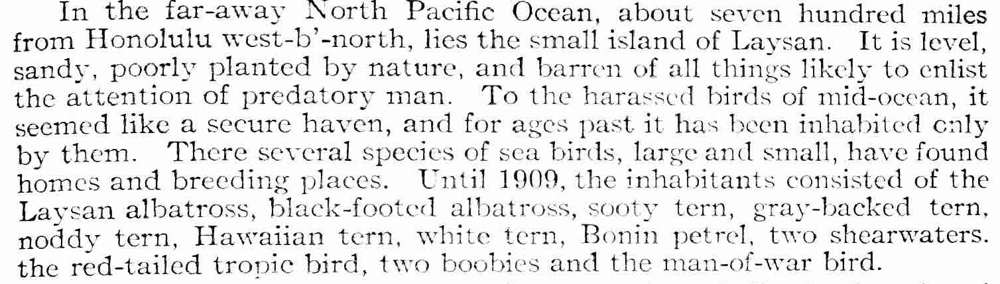 In the far-away North Pacific Ocean, about seven hundred miles
from Honolulu west-b'-north, lies the small island of Laysan. It is level,
sandy, poorly planted by nature, and barren of all things likely to enlist
the attention of predatory man. To the harassed birds of mid-ocean, it
seemed like a secure haven, and for ages past it has been inhabited only
by them. There several species of sea birds, large and small, have found
homes and breeding places. Until 1909, the inhabitants consisted of the
Laysan albatross, black-footed albatross, sooty tern, gray-backed tern,
noddy tern, Hawaiian tern, white tern, Bonin petrel, two shearwaters.
the red-tailed tropic bird, two boobies and the man-of-war bird.